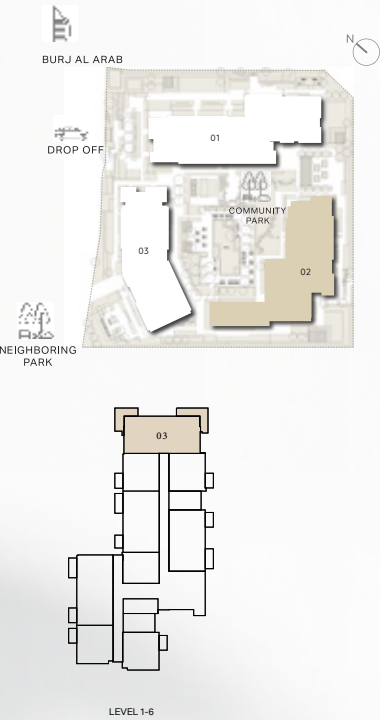 N
BURJ AL ARAB
DROP OFF
01
COMMUNITY
PARK
03
02
NEIGHBORING
PARK
03
LEVEL 1-6